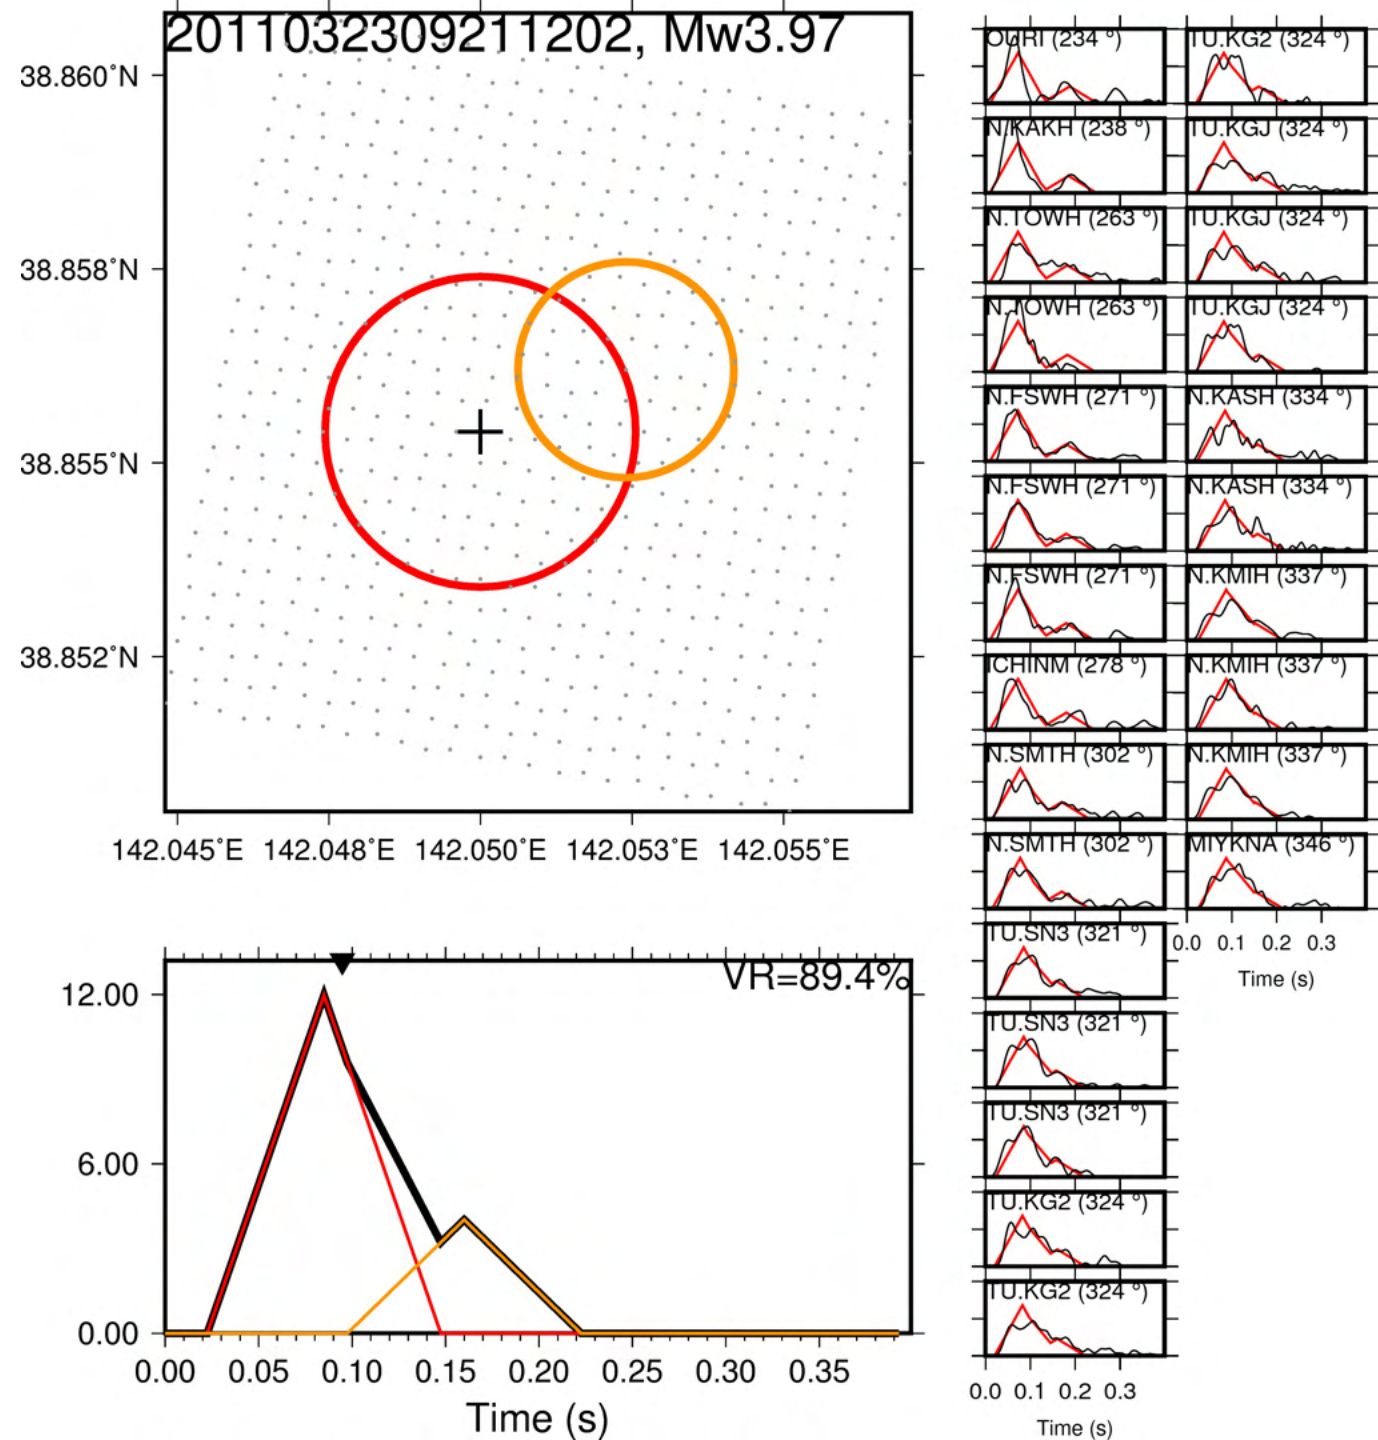 2011032309211202, Mw3.97
38.860°N
38.858°N
38.855°N
38.852°N
142.045°E 142.048°E 142.050°E 142.053°E 142.055°E
VR=89.4%
12.00
6.00
0.00
0.00 0.05 0.10 0.15 0.20 0.25 0.30 0.35
Time (s)
OURI (234 °)
N.KAKH (238 °)
N.TOWH (263 °)
N.TOWH (263 °)
N.FSWH (271 °)
N.FSWH (271 °)
N.FSWH (271 °)
ICHINM (278 °)
N.SMTH (302 °)
N.SMTH (302 °)
TU.SN3 (321 °)
TU.SN3 (321 °)
TU.SN3 (321 °)
TU.KG2 (324 °)
TU.KG2 (324 °)
0.0 0.1 0.2 0.3
Time (s)
TU.KG2 (324 °)
TU.KGJ (324 °)
TU.KGJ (324 °)
TU.KGJ (324 °)
N.KASH (334 °)
N.KASH (334 °)
N.KMIH (337 °)
N.KMIH (337 °)
N.KMIH (337 °)
MIYKNA (346 °)
0.0 0.1 0.2 0.3
Time (s)